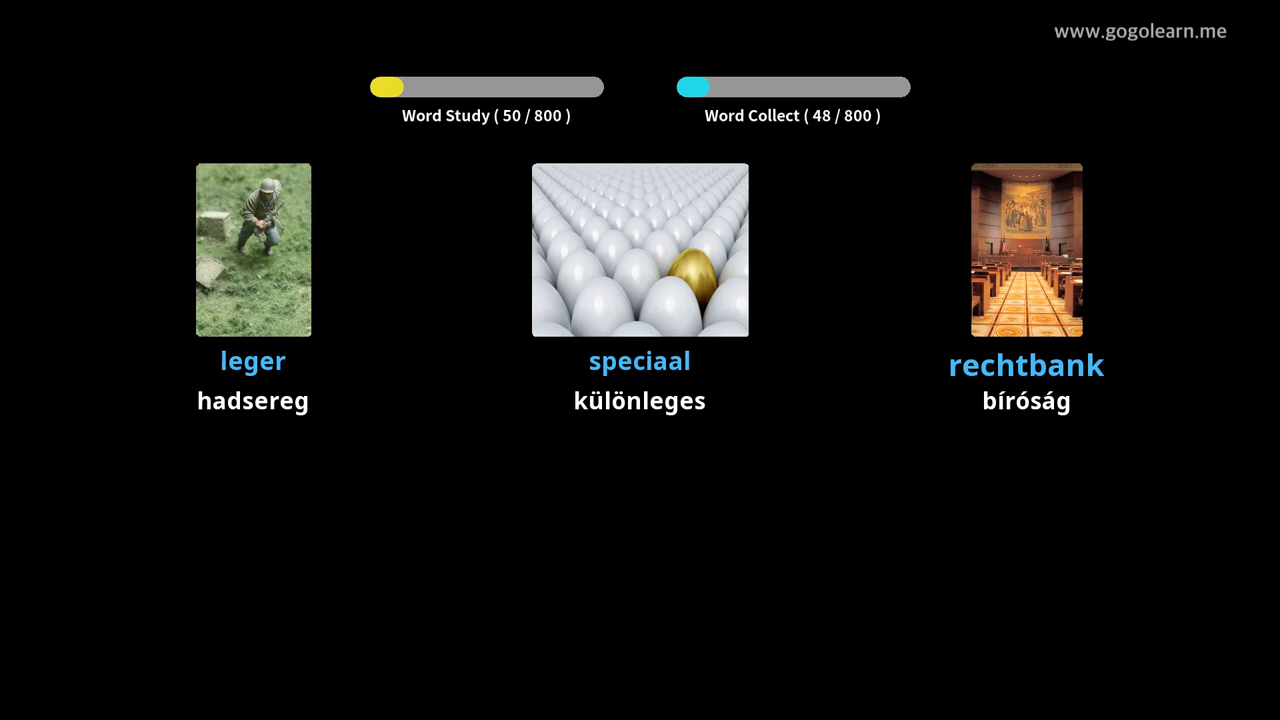 www.gogolearn.me
Word Study ( 50 / 800 )
Word Collect ( 48 / 800 )
leger
speciaal
rechtbank
hadsereg
különleges
bíróság